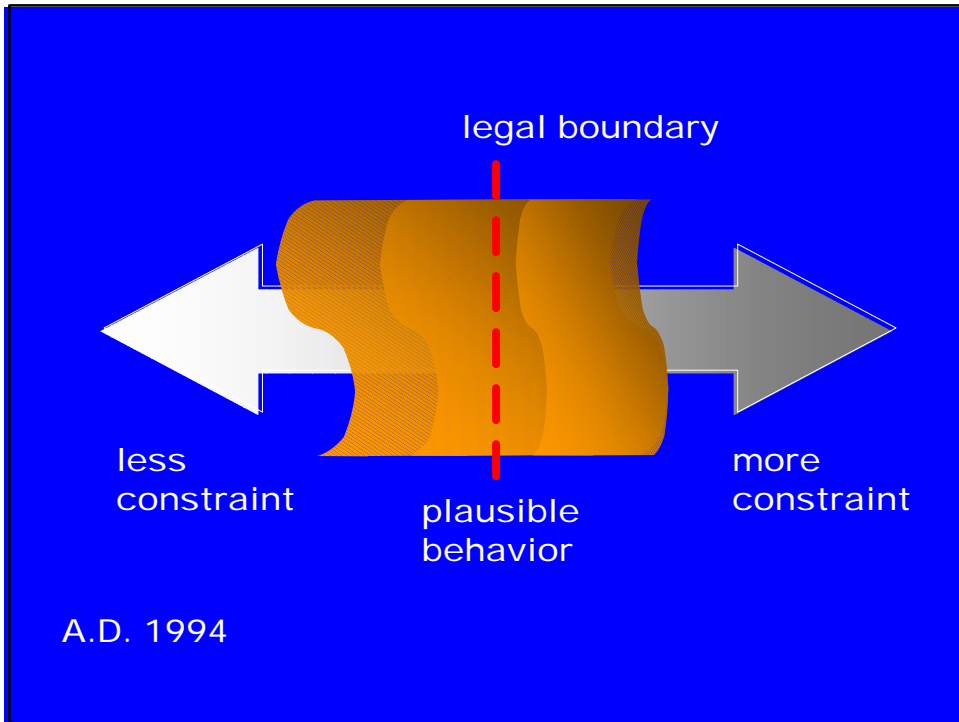 legal boundary
less
constraint
more
constraint
plausible
behavior
A.D. 1994